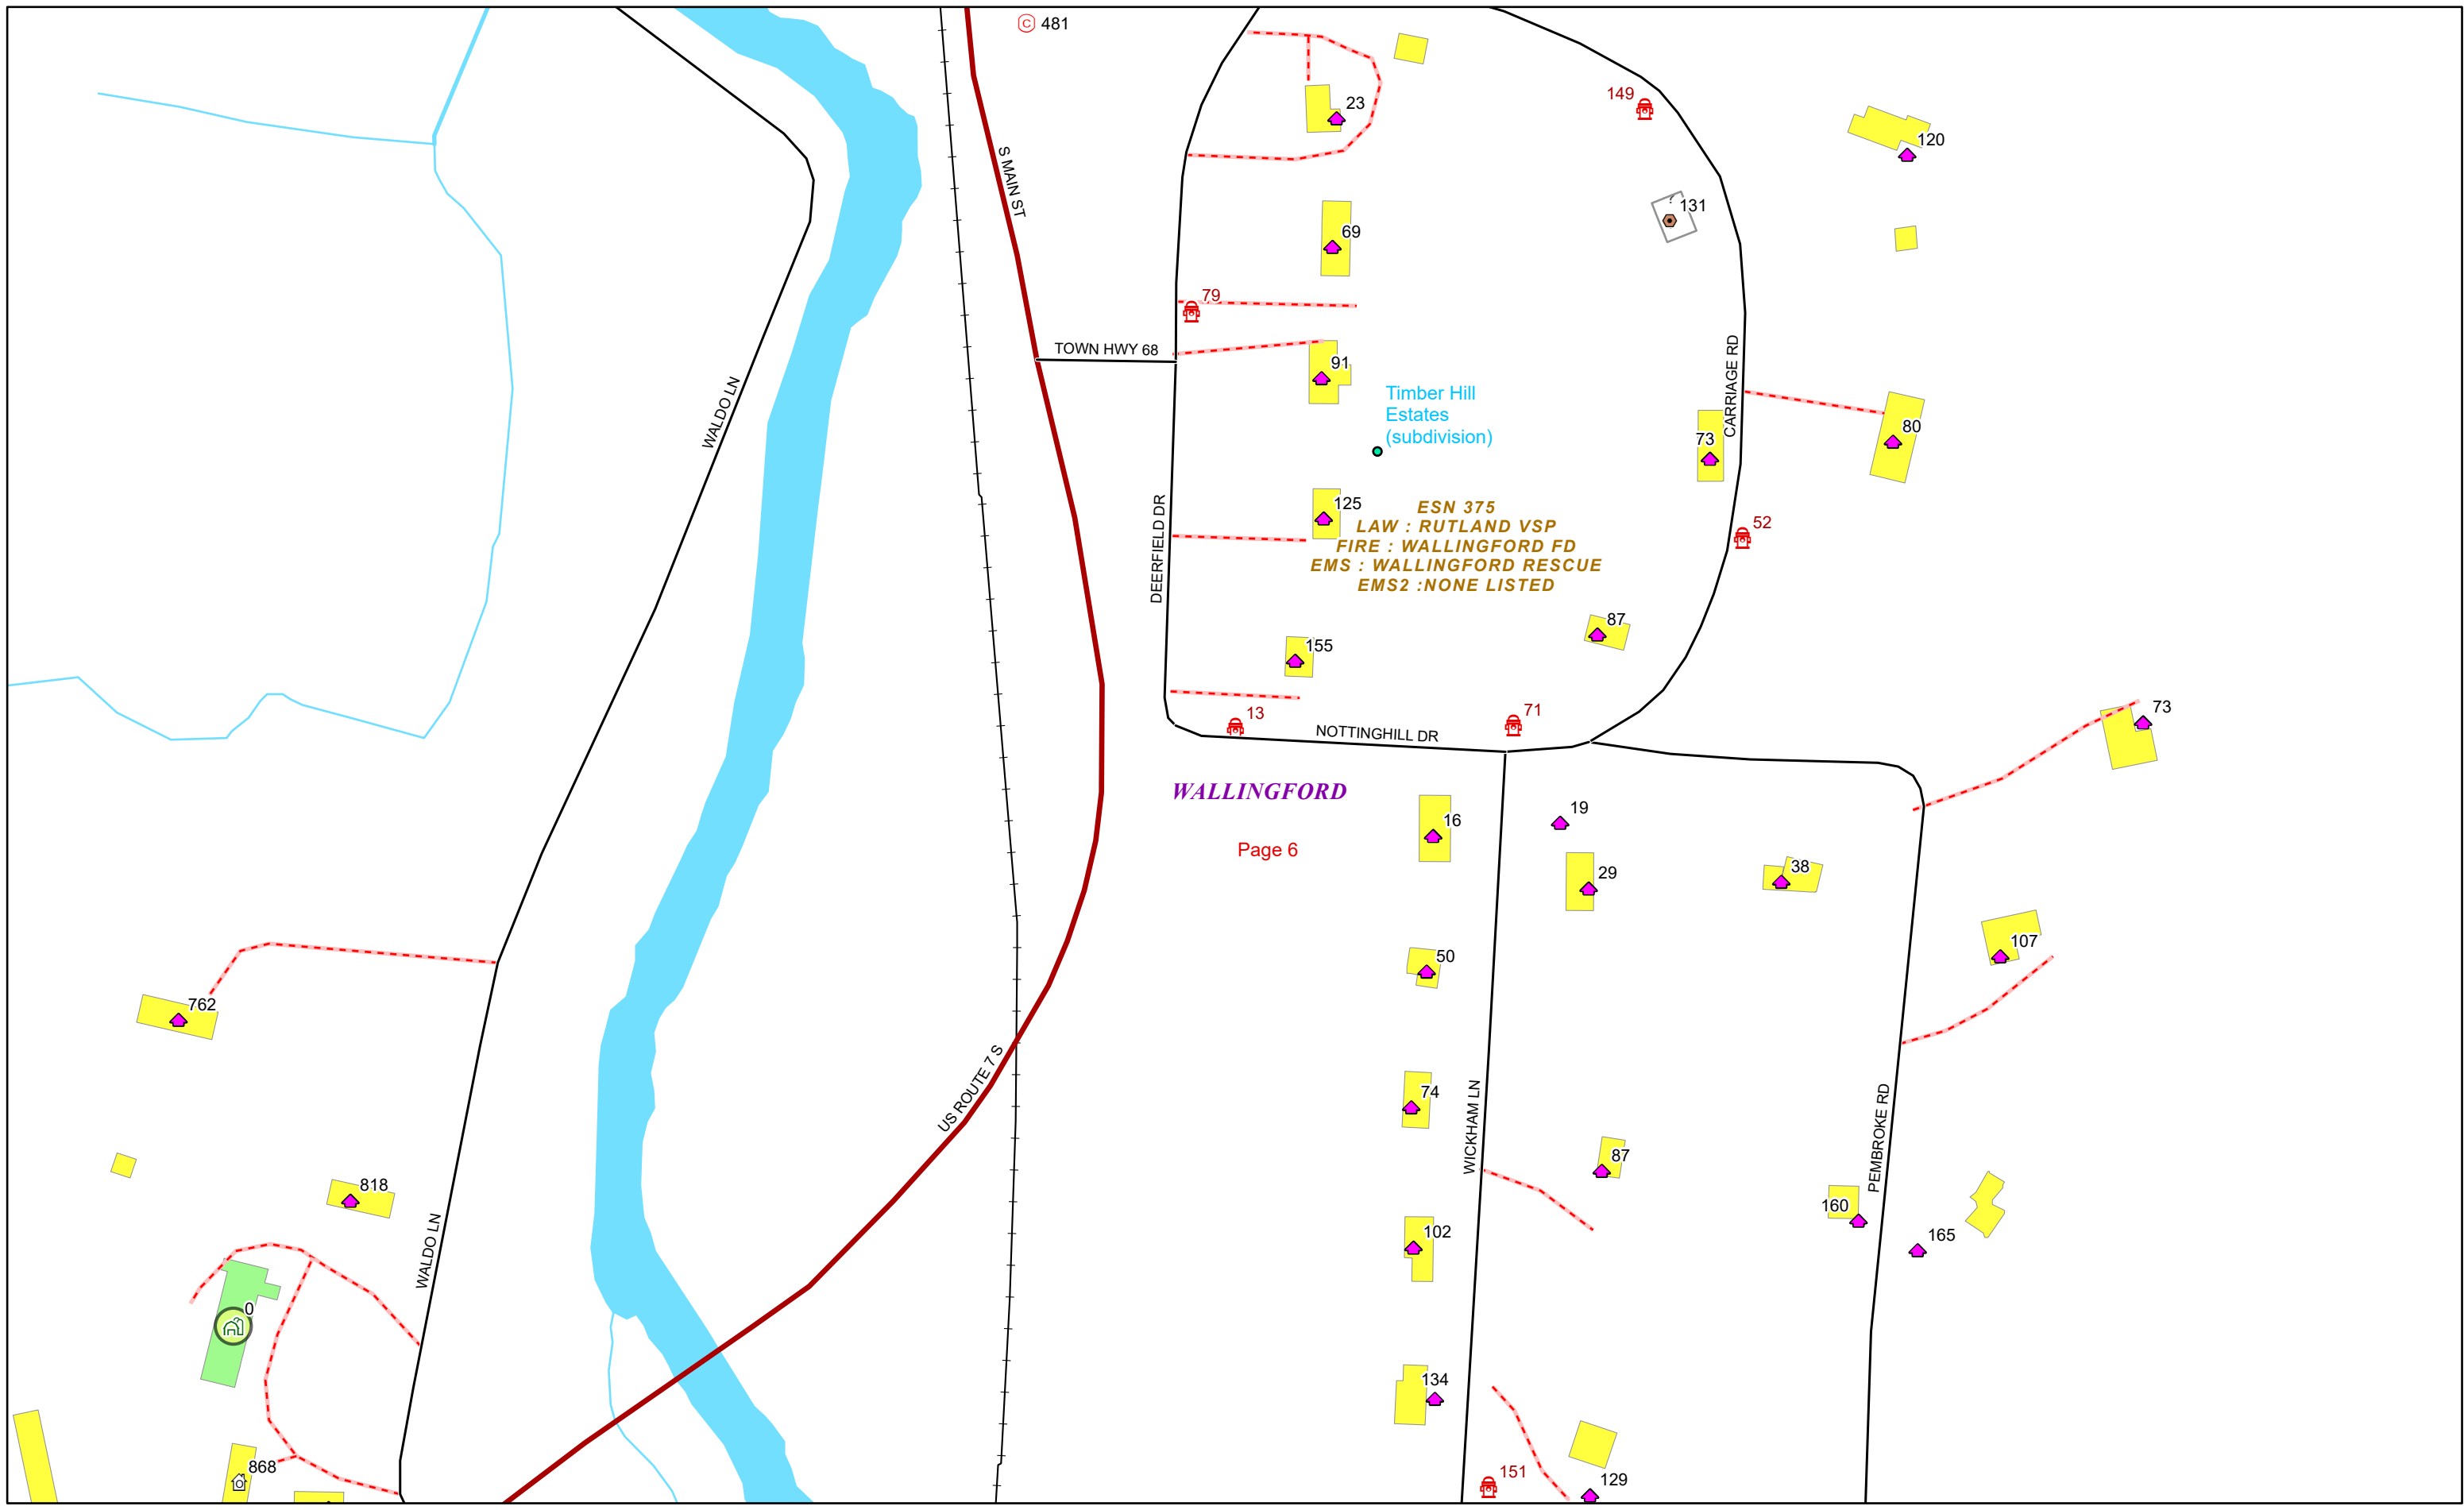 © 481
23
149
120
S MAIN ST
131
69
79
TOWN HWY 68
91
WALDO LN
Timber Hill
Estates
(subdivision)
CARRIAGE RD
73
80
DEERFIELD DR
125
ESN 375
LAW : RUTLAND VSP
FIRE : WALLINGFORD FD
EMS : WALLINGFORD RESCUE
EMS2 :NONE LISTED
52
87
155
13
71
73
NOTTINGHILL DR
WALLINGFORD
16
19
Page 6
29
38
50
107
762
US ROUTE 7 S
74
WICKHAM LN
PEMBROKE RD
87
818
WALDO LN
160
102
165
0
134
868
151
129